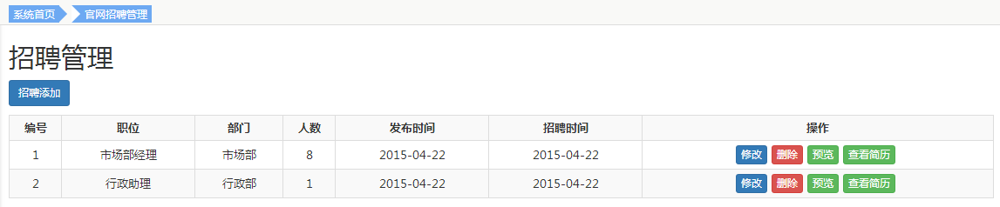 系统首页 官网招聘管理
招聘管理
招聘添加
编号 职位 部门 人数 发布时间 招聘时间 操作
1 市场部经理 市场部 8 2015-04-22 2015-04-22 修改 删除 预览 查看简历
2 行政助理 行政部 1 2015-04-22 2015-04-22 修改 删除 预览 查看简历